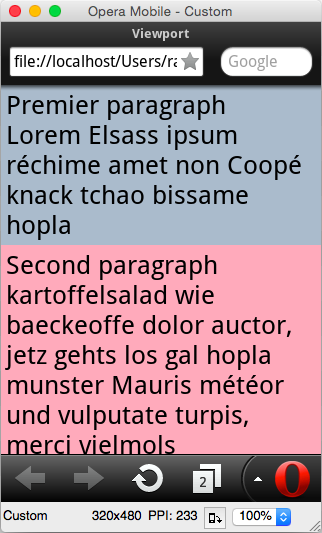 Opera Mobile - Custom
Viewport
file://localhost/Users/ra
Google
Premier paragraph
Lorem Elsass ipsum
réchime amet non Coopé
knack tchao bissame
hopla
Second paragraph
kartoffelsalad wie
baeckeoffe dolor auctor,
jetz gehts los gal hopla
munster Mauris météor
und vulputate turpis,
merci vielmols
2
Custom 320x480 PPI: 233 100%